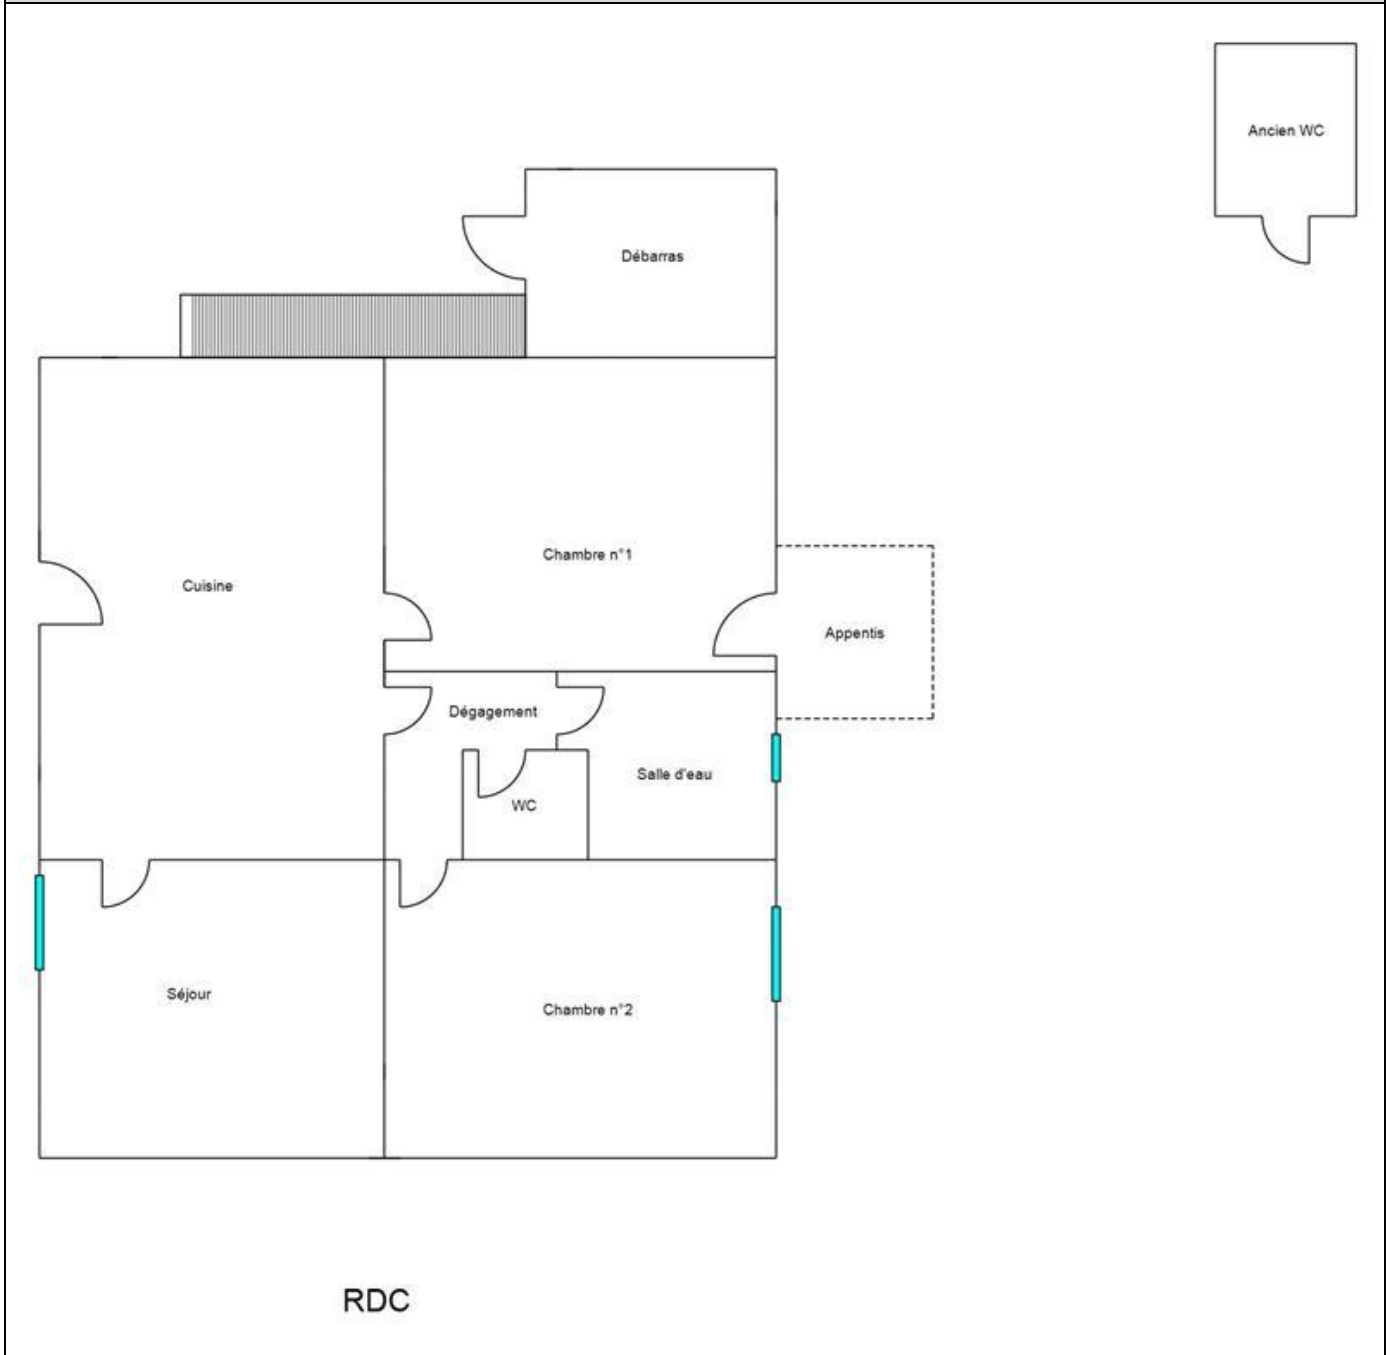 Ancien WC
Débarras
Chambre n°1
Cuisine
Appentis
Dégagement
Salle d'eau
WC
Séjour
Chambre n°2
RDC